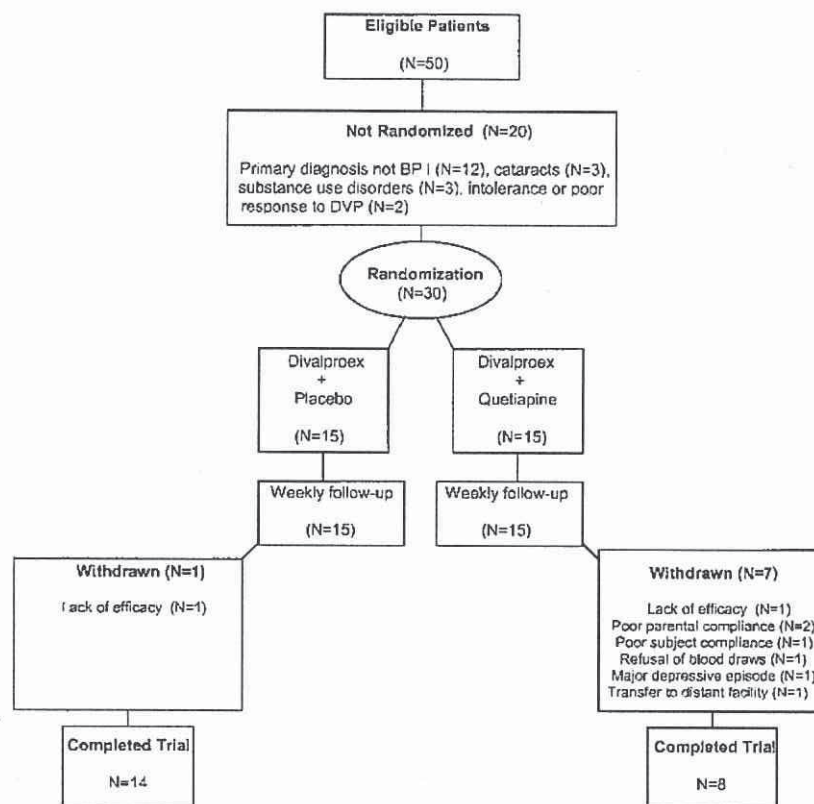 Eligible Patients
(N=50)
Not Randomized (N=20)
Primary diagnosis not BP I (N=12), cataracts (N=3),
substance use disorders (N=3), intolerance or poor
response to DVP (N=2)
Randomization
(N=30)
Divalproex
+
Placebo
(N=15)
Divalproex
+
Quetiapine
(N=15)
Weekly follow-up
(N=15)
Weekly follow-up
(N=15)
Withdrawn (N=1)
Lack of efficacy (N=1)
Withdrawn (N=7)
Lack of efficacy (N=1)
Poor parental compliance (N=2)
Poor subject compliance (N=1)
Refusal of blood draws (N=1)
Major depressive episode (N=1)
Transfer to distant facility (N=1)
Completed Trial
N=14
Completed Trial
N=8